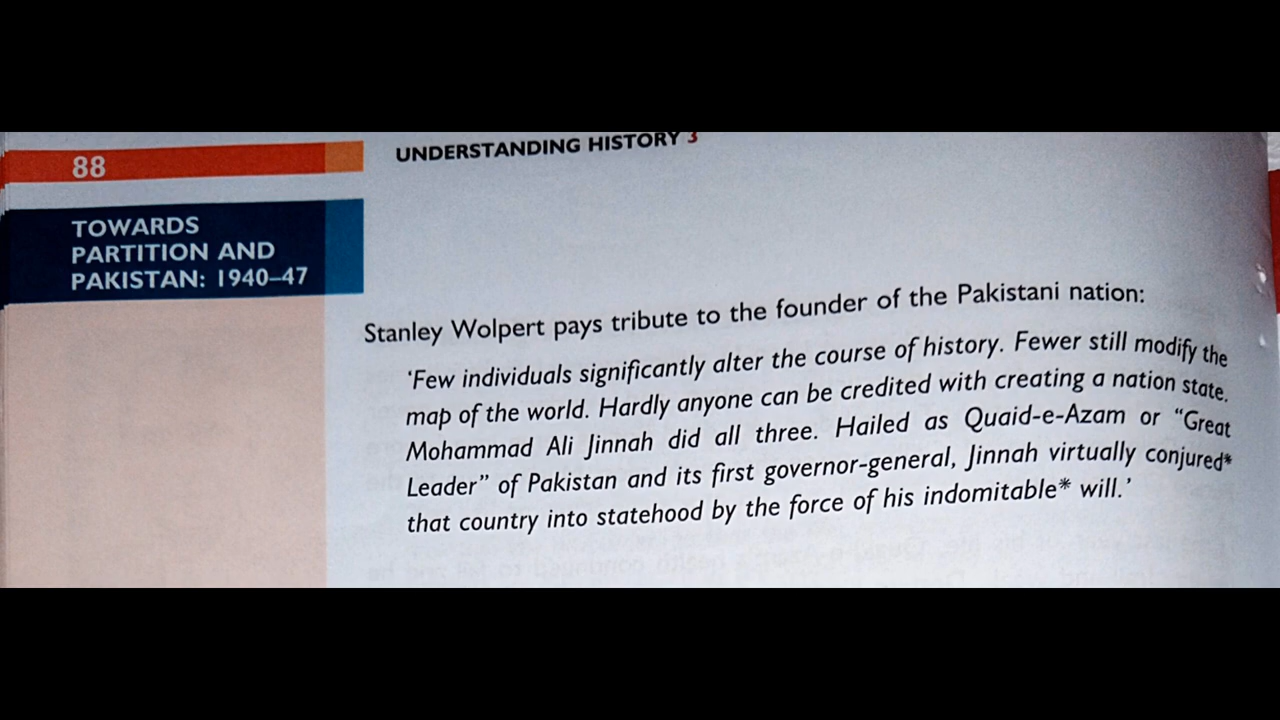 88
UNDERSTANDING HISTORY 3
TOWARDS
PARTITION AND
PAKISTAN: 1940–47
Stanley Wolpert pays tribute to the founder of the Pakistani nation:
‘Few individuals significantly alter the course of history. Fewer still modify the
map of the world. Hardly anyone can be credited with creating a nation state.
Mohammad Ali Jinnah did all three. Hailed as Quaid-e-Azam or “Great
Leader” of Pakistan and its first governor-general, Jinnah virtually conjured*
that country into statehood by the force of his indomitable* will.’